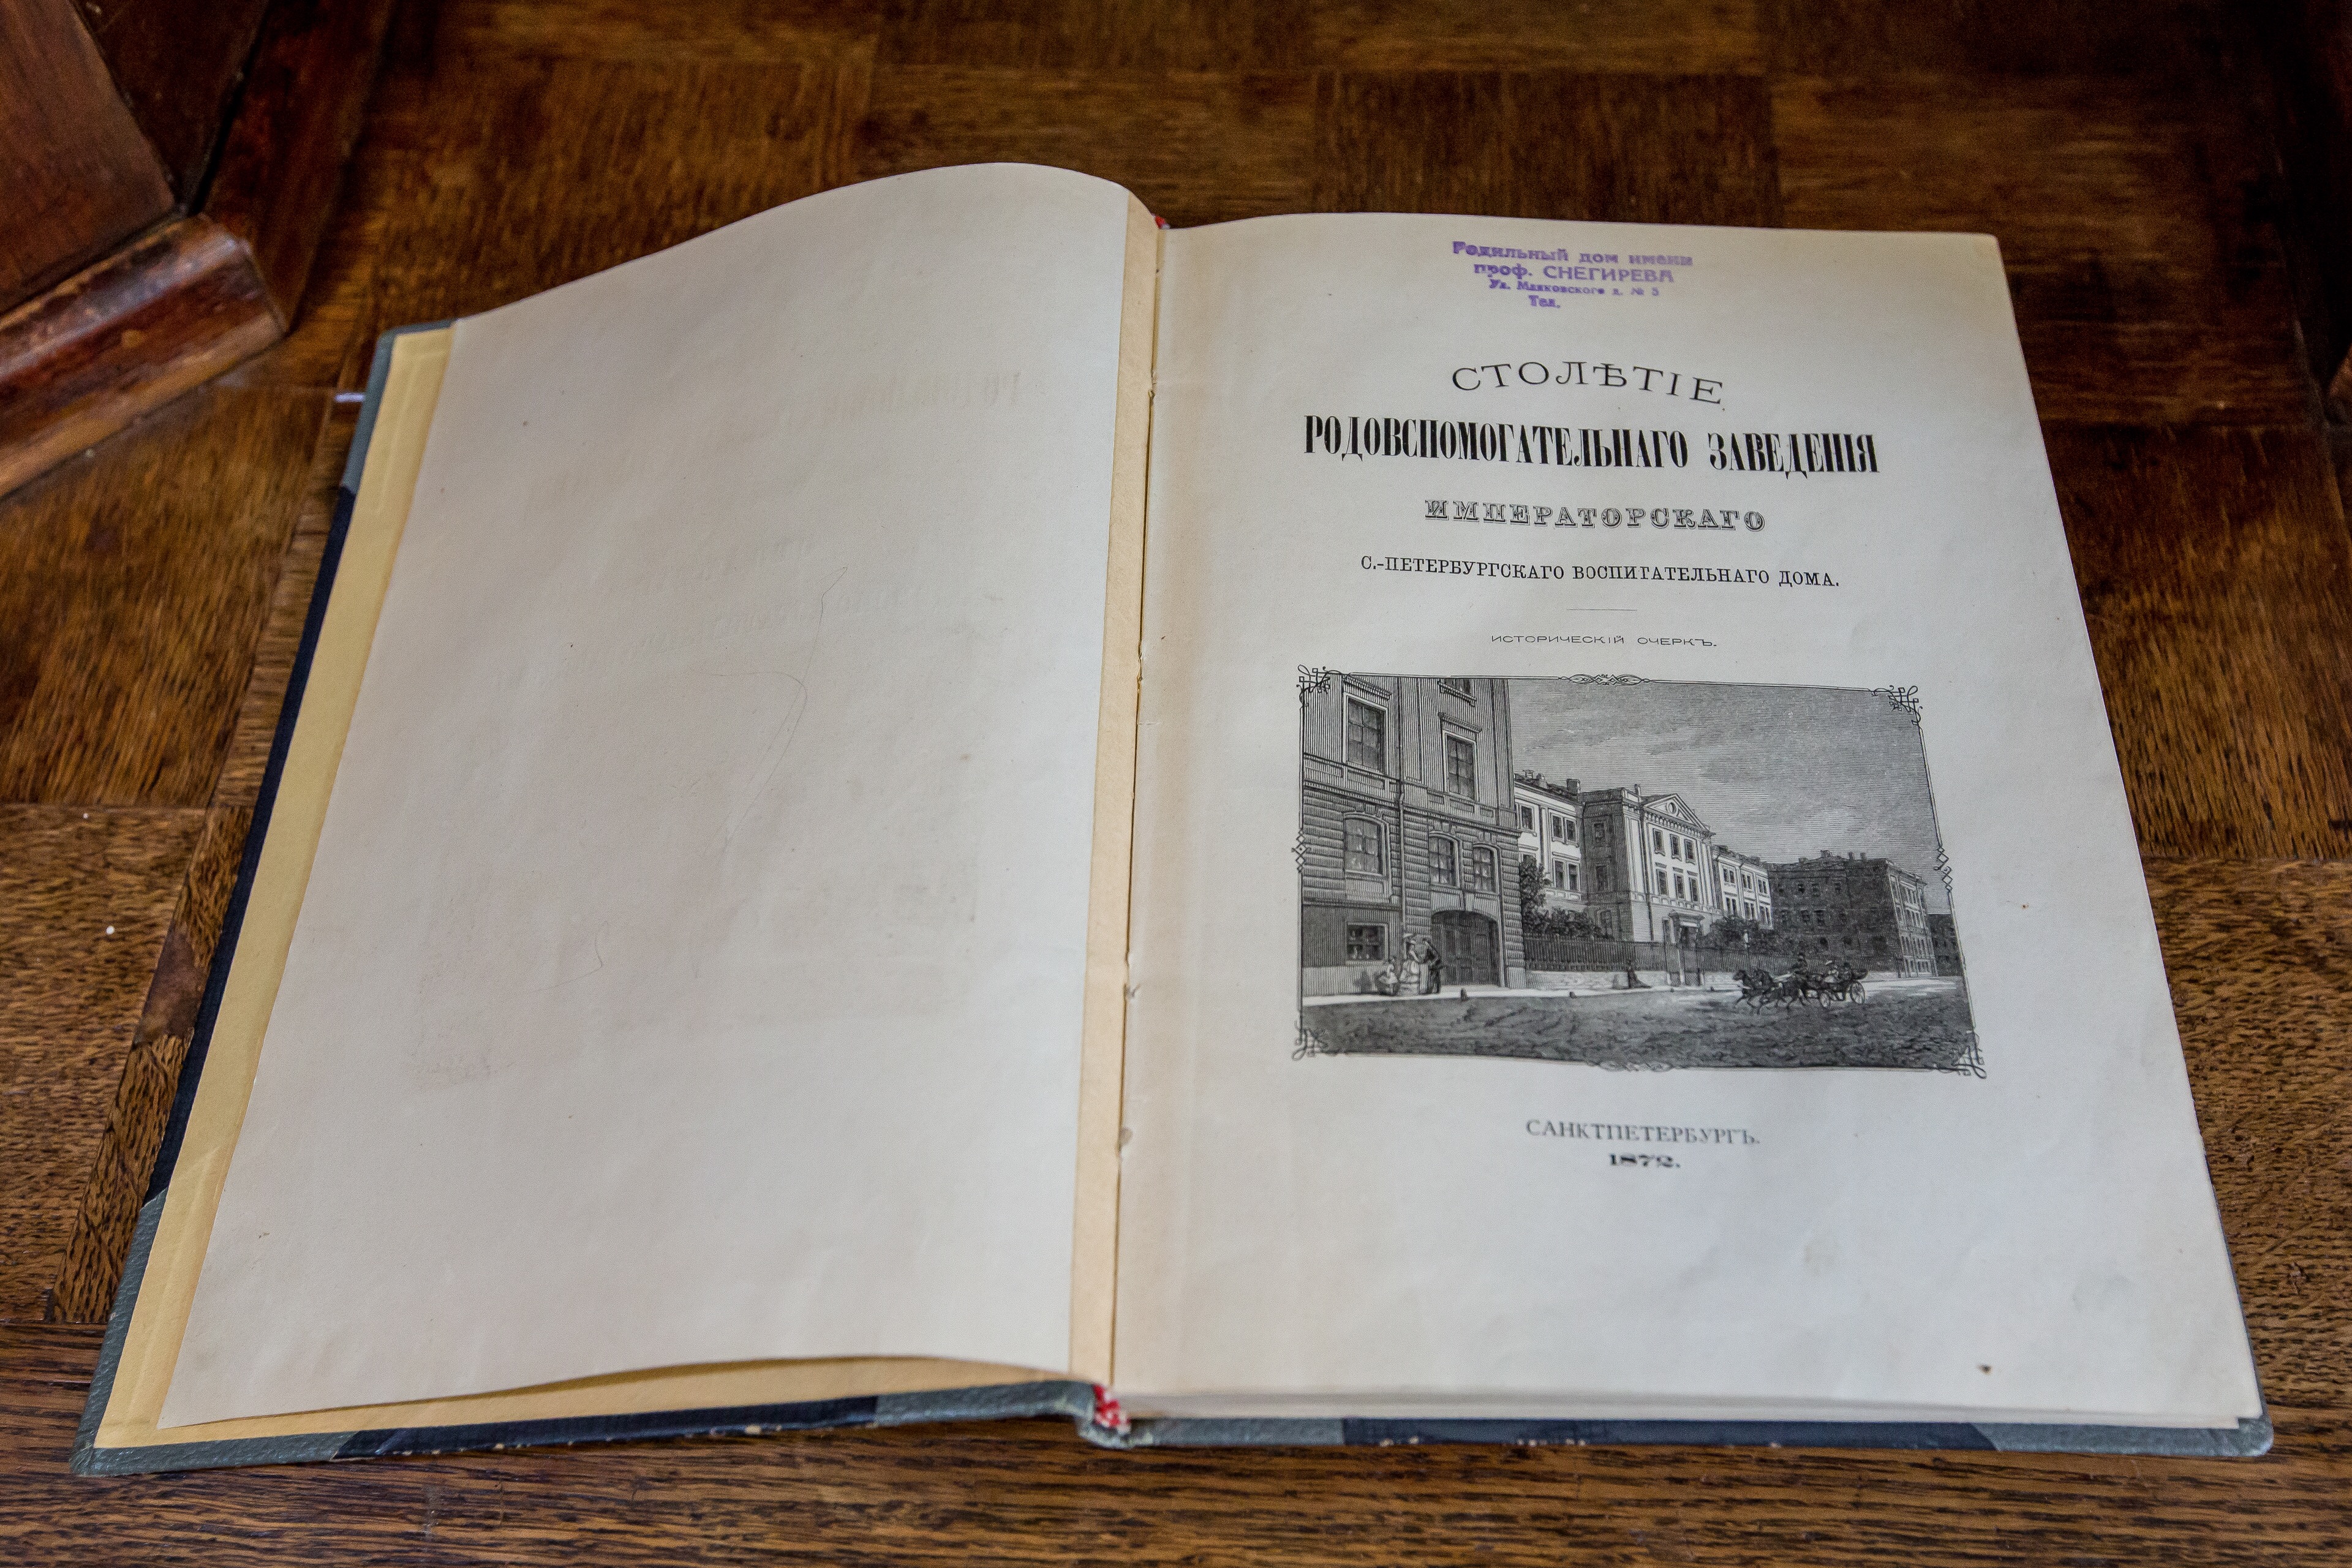 Родильный дом имени
проф. СНЕГИРЕВА
Ул. Маяковского д. № 5
Тел.
СТОЛѢТІЕ
РОДОВСПОМОГАТЕЛЬНАГО ЗАВЕДЕНІЯ
ИМПЕРАТОРСКАГО
С.-ПЕТЕРБУРГСКАГО ВОСПИТАТЕЛЬНАГО ДОМА.
ИСТОРИЧЕСКІЙ ОЧЕРКЪ.
САНКТПЕТЕРБУРГЪ.
1872.